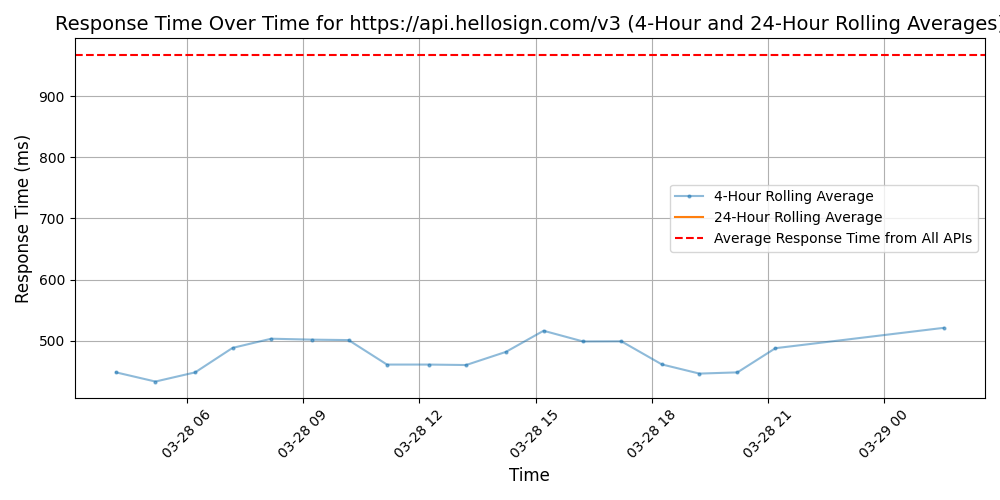 Response Time Over Time for https://api.hellosign.com/v3 (4-Hour and 24-Hour Rolling Averages)
Response Time (ms)
900
800
700
600
500
4-Hour Rolling Average
24-Hour Rolling Average
Average Response Time from All APIs
03-28 06
03-28 09
03-28 12
03-28 15
03-28 18
03-28 21
03-29 00
Time